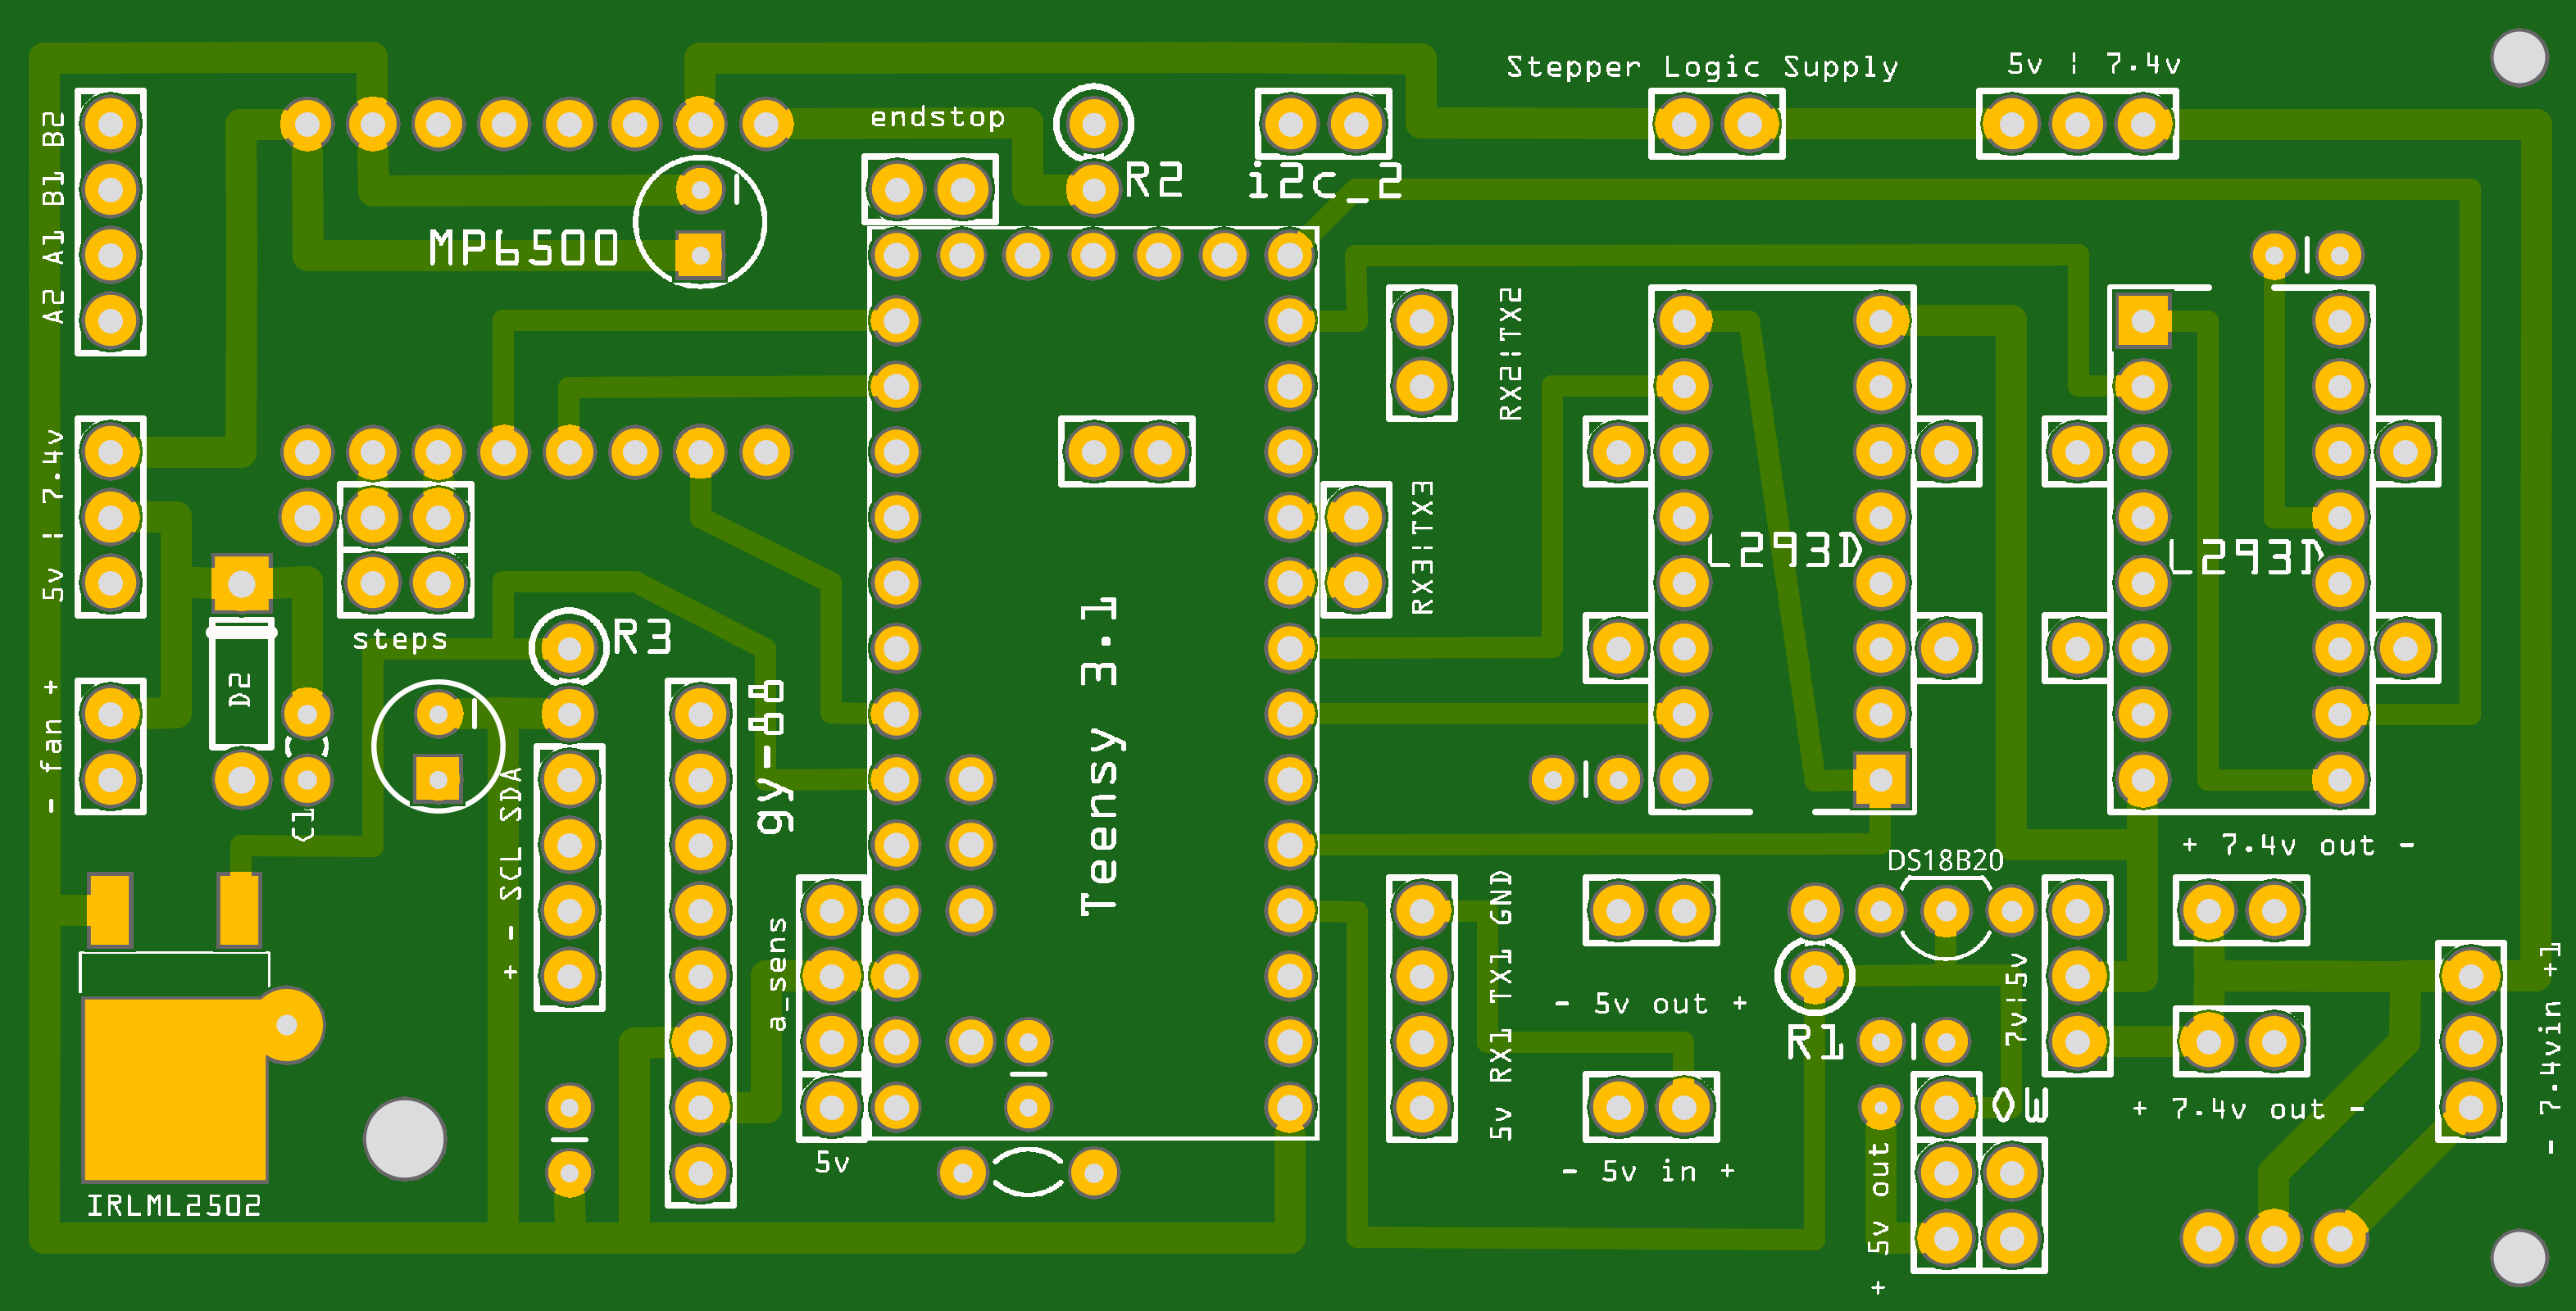 Stepper Logic Supply
5v ¦ 7.4v
endstop
R2
i2c_2
A2 A1 B1 B2
MP6500
RX2¦TX2
5v ¦ 7.4v
RX3¦TX3
L293D
L293D
steps
R3
D2
- fan +
gy-88
Teensy 3.1
C1
+ - SCL SDA
+ 7.4v out -
DS18B20
a_sens
5v RX1 TX1 GND
- 5v out +
R1
7v¦5v
- 7.4vin +1
OW
+ 7.4v out -
5v
- 5v in +
+ 5v out
IRLML2502